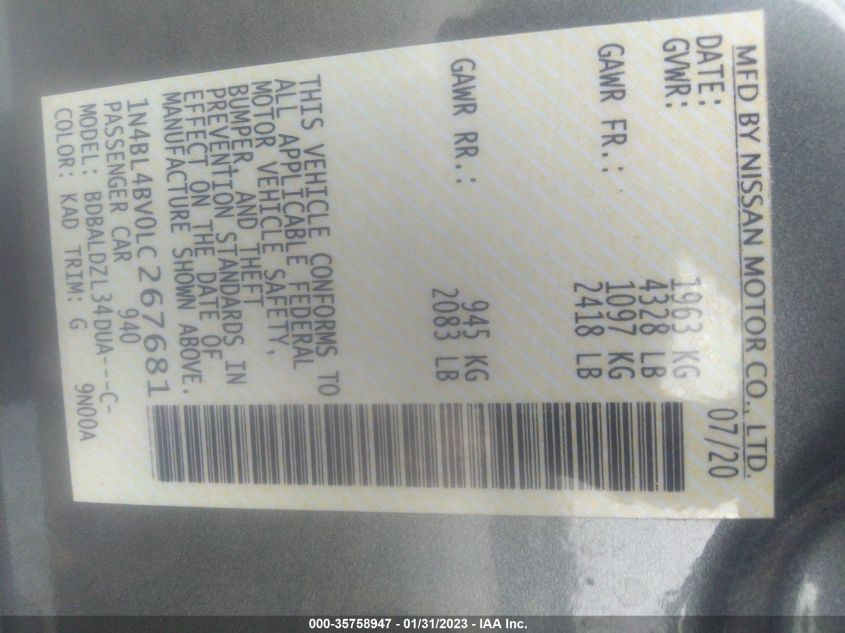 MFD BY NISSAN MOTOR CO., LTD.
DATE: 07/20
GVWR: 1963 KG
4328 LB
GAWR FR.: 1097 KG
2418 LB
GAWR RR.: 945 KG
2083 LB
THIS VEHICLE CONFORMS TO
ALL APPLICABLE FEDERAL
MOTOR VEHICLE SAFETY,
BUMPER, AND THEFT
PREVENTION STANDARDS IN
EFFECT ON THE DATE OF
MANUFACTURE SHOWN ABOVE.
1N4BL4BV0LC267681
PASSENGER CAR 940
MODEL: BDBALDZL34DUA---C-
COLOR: KAD TRIM: G 9N00A
000-35758947 - 01/31/2023 - IAA Inc.